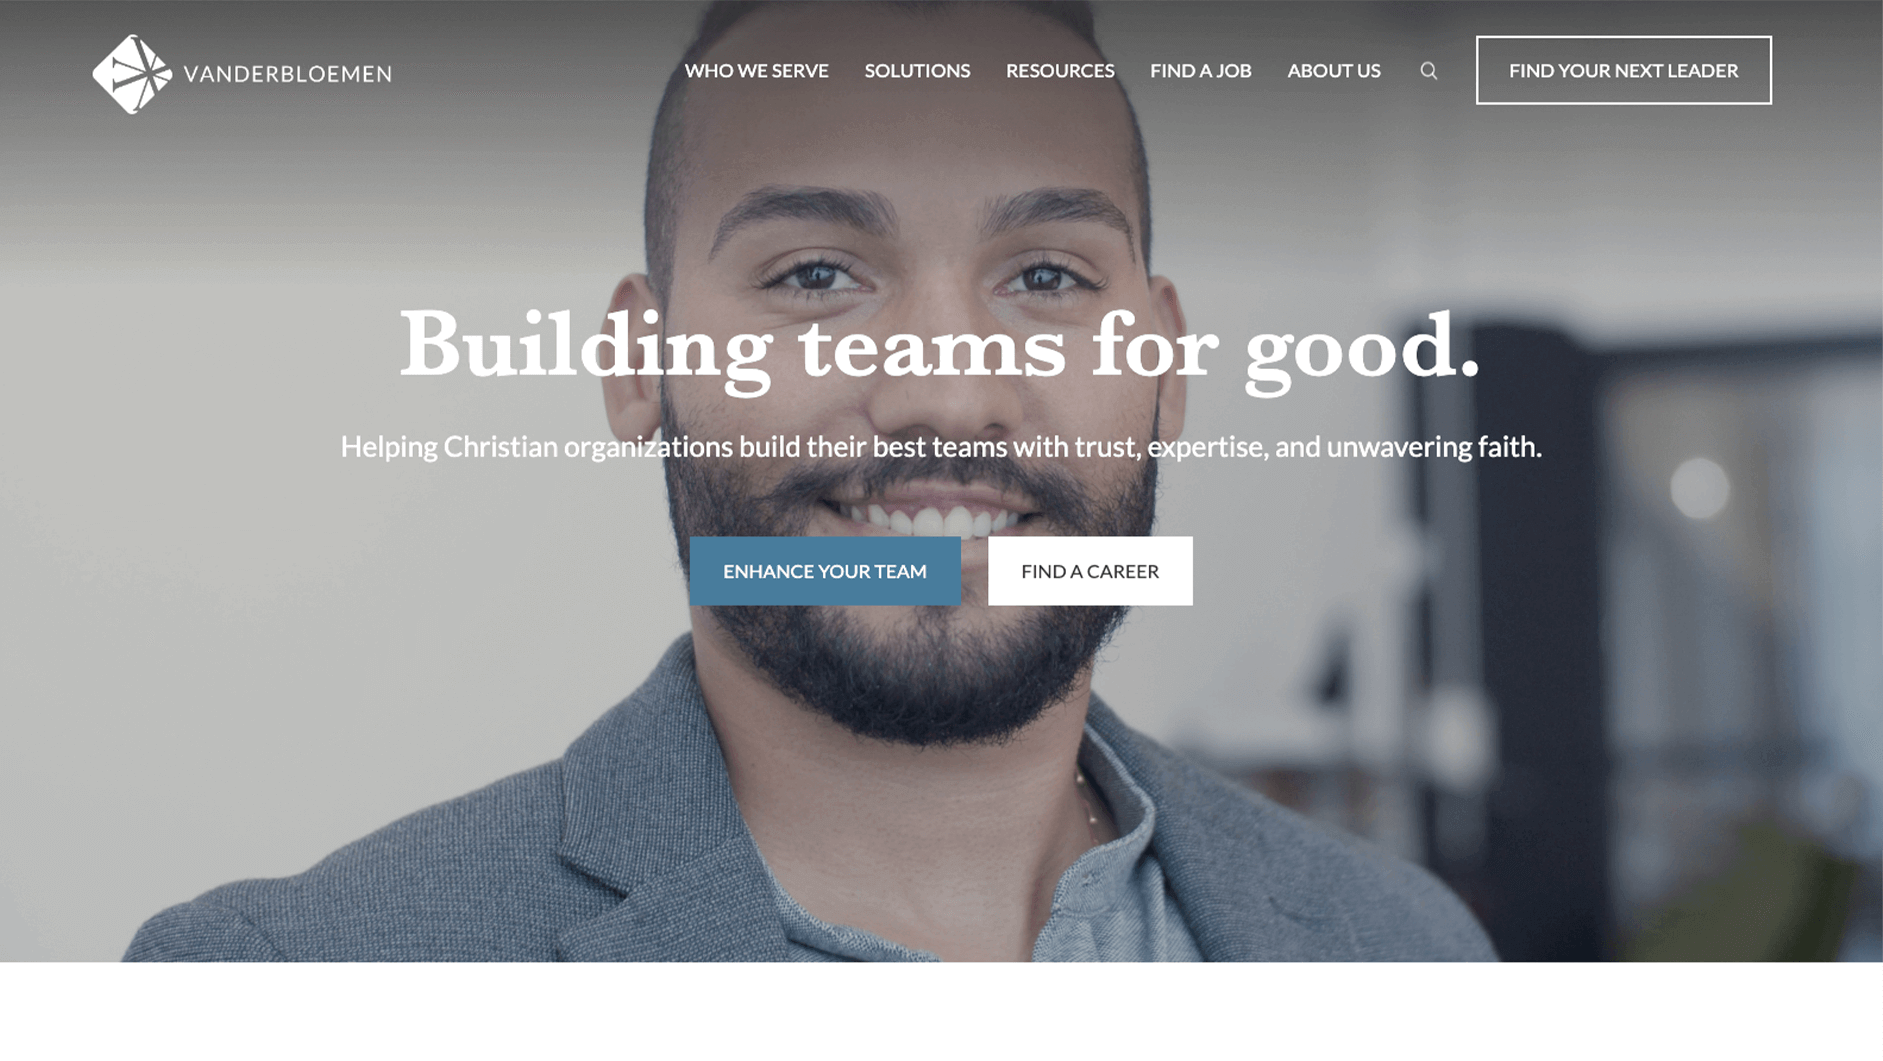 VANDERBLOEMEN
WHO WE SERVE
SOLUTIONS
RESOURCES
FIND A JOB
ABOUT US
FIND YOUR NEXT LEADER
Building teams for good.
Helping Christian organizations build their best teams with trust, expertise, and unwavering faith.
ENHANCE YOUR TEAM
FIND A CAREER